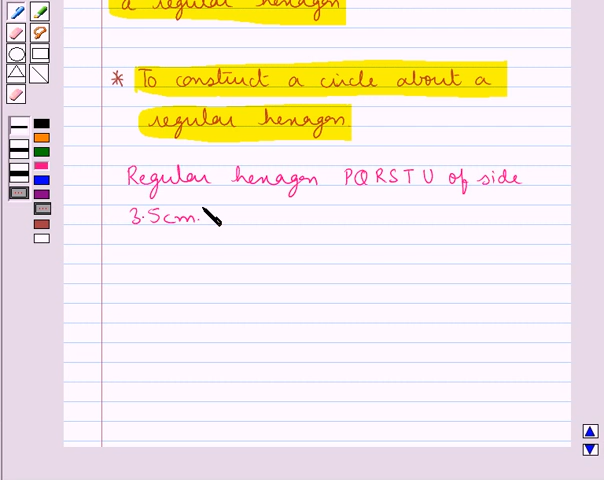 a regular hexagon
* To construct a circle about a
regular hexagon
Regular hexagon PQRSTU of side
3.5cm.